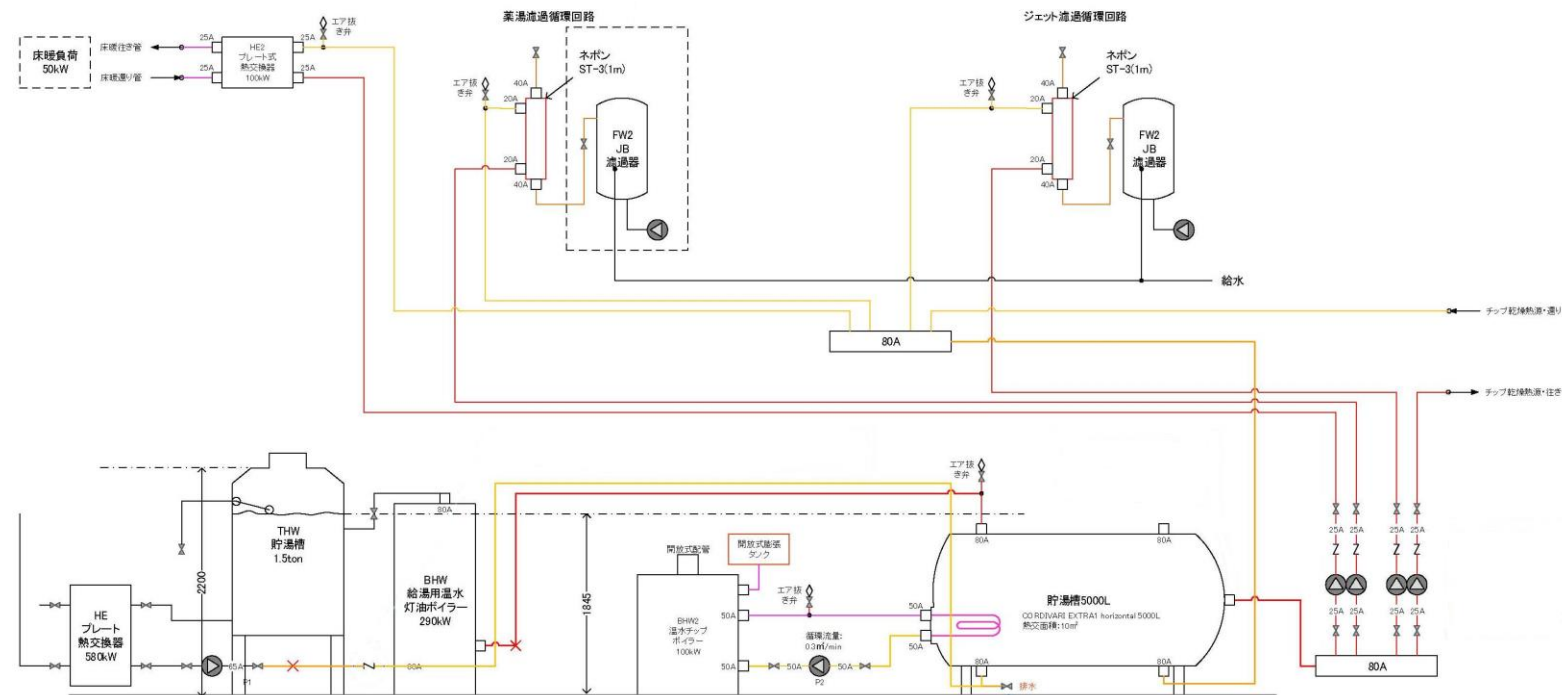 薬湯濾過循環回路
ジェット濾過循環回路
床暖負荷
50kW
床暖往き管
床暖還り管
25A
25A
HE2
プレート式
熱交換器
100kW
25A
25A
エア抜
き弁
エア抜
き弁
40A
20A
20A
40A
ネポン
ST-3(1m)
FW2
JB
濾過器
エア抜
き弁
40A
20A
20A
40A
ネポン
ST-3(1m)
FW2
JB
濾過器
給水
80A
チップ乾燥熱源・還り
チップ乾燥熱源・往き
THW
貯湯槽
1.5ton
2200
HE
プレート
熱交換器
580kW
P1
65A
80A
BHW
給湯用温水
灯油ボイラー
290kW
80A
1845
開放式配管
開放式膨張
タンク
BHW2
温水チップ
ボイラー
100kW
50A
50A
エア抜
き弁
循環流量:
0.3㎥/min
50A
50A
P2
50A
50A
エア抜
き弁
80A
80A
貯湯槽5000L
CORDIVARI EXTRA1 horizontal 5000L
熱交面積:10㎡
80A
80A
排水
25A
25A
25A
25A
25A
25A
25A
25A
80A